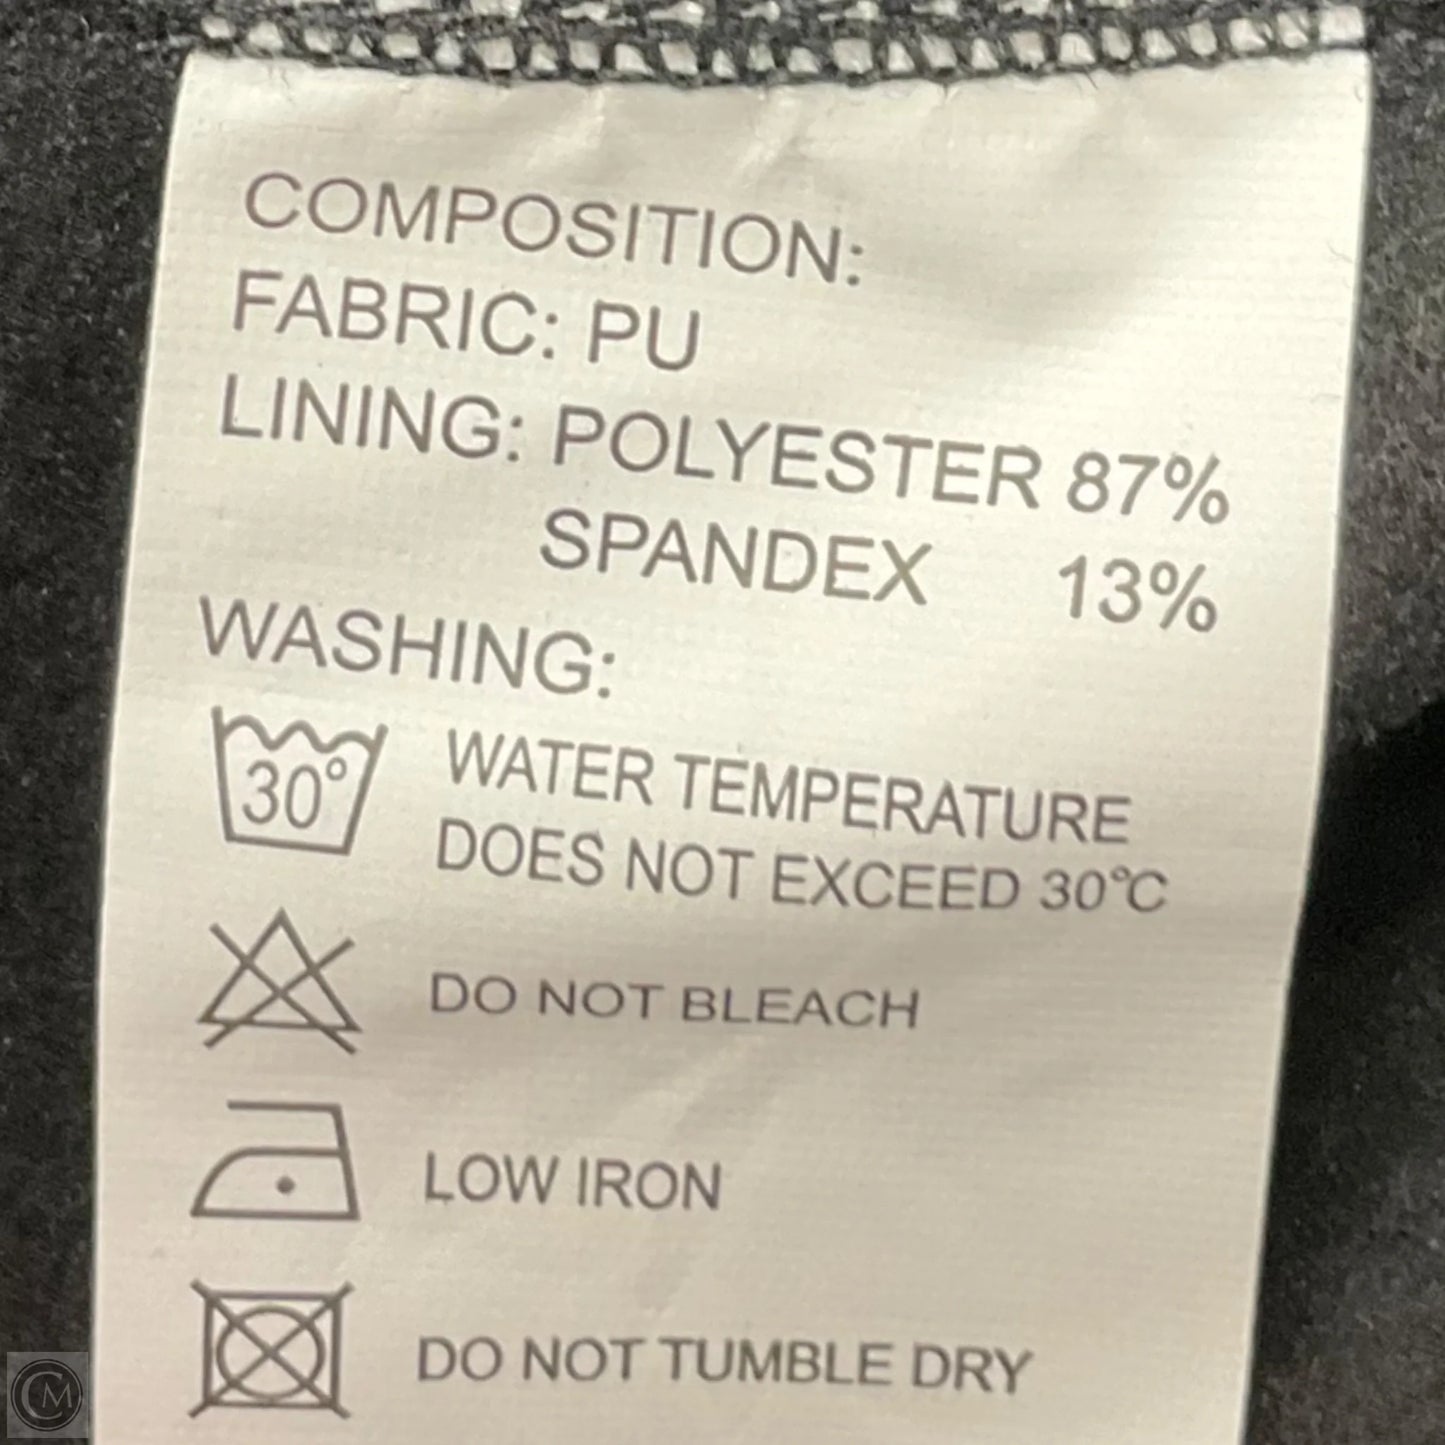 COMPOSITION:
FABRIC: PU
LINING: POLYESTER 87%
SPANDEX 13%
WASHING:
30° WATER TEMPERATURE
DOES NOT EXCEED 30°C
DO NOT BLEACH
LOW IRON
DO NOT TUMBLE DRY
CM